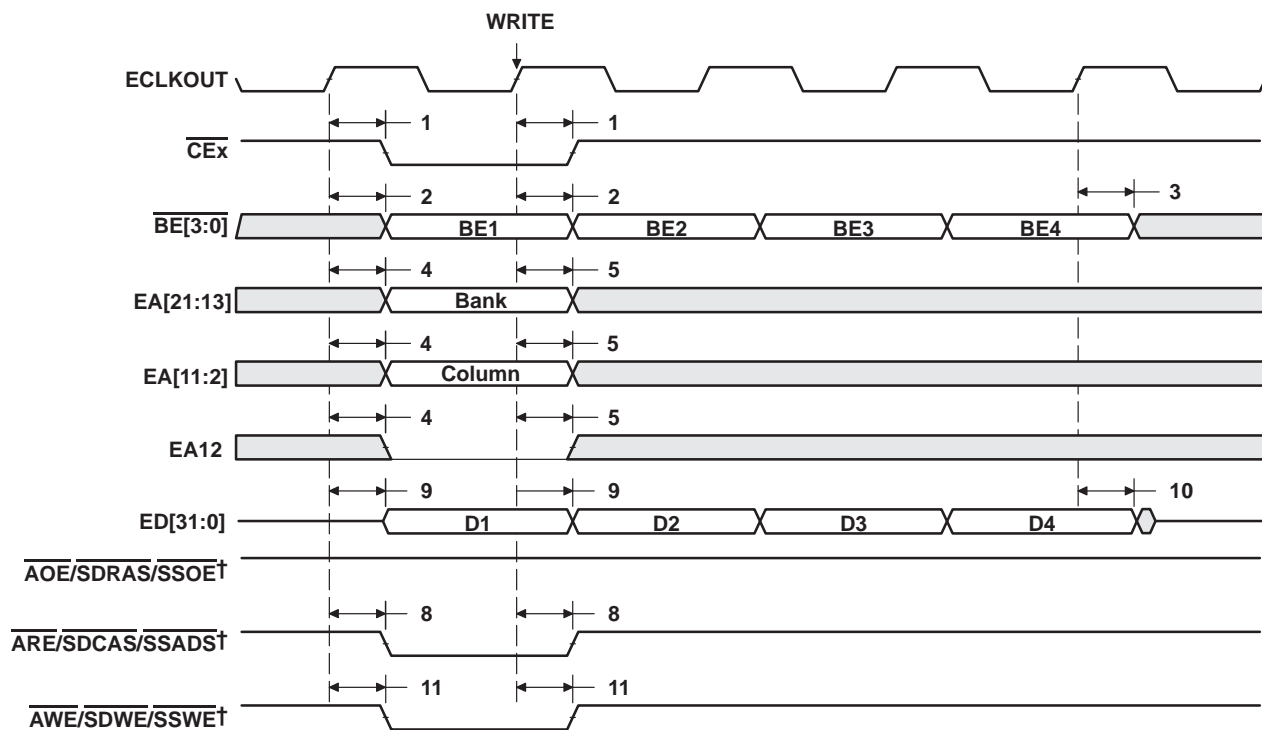 WRITE
ECLKOUT
1 1
CEx
2 2 3
BE[3:0] BE1 BE2 BE3 BE4
4 5
EA[21:13] Bank
4 5
EA[11:2] Column
4 5
EA12
9 9 10
ED[31:0] D1 D2 D3 D4
AOE/SDRAS/SSOE†
8 8
ARE/SDCAS/SSADS†
11 11
AWE/SDWE/SSWE†